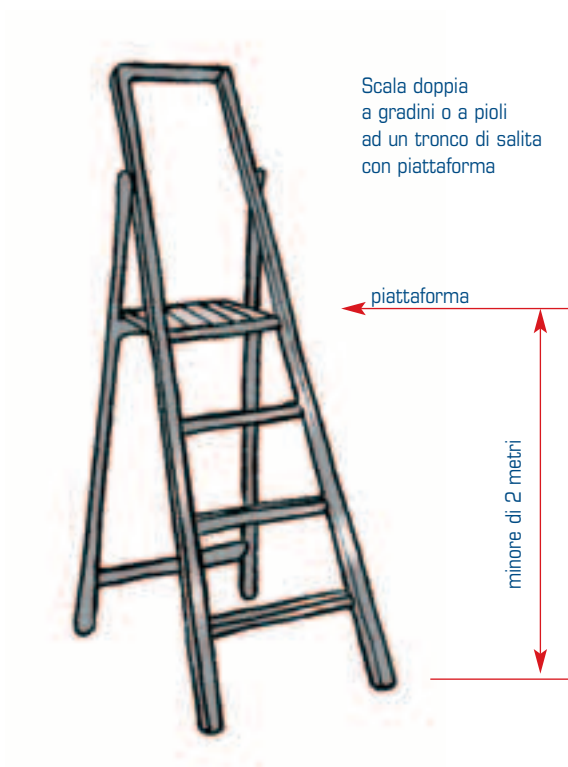 Scala doppia
a gradini o a pioli
ad un tronco di salita
con piattaforma
piattaforma
minore di 2 metri